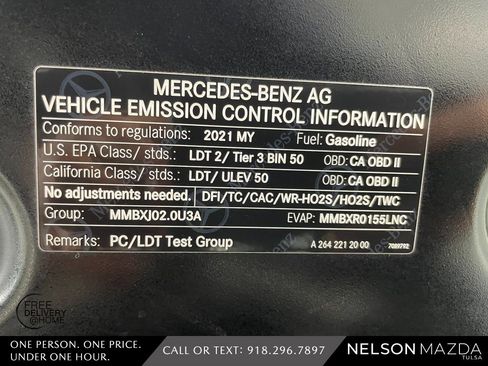 MERCEDES-BENZ AG
VEHICLE EMISSION CONTROL INFORMATION
Conforms to regulations: 2021 MY Fuel: Gasoline
U.S. EPA Class/ stds.: LDT 2/ Tier 3 BIN 50 OBD: CA OBD II
California Class/ stds.: LDT/ ULEV 50 OBD: CA OBD II
No adjustments needed. DFI/TC/CAC/WR-HO2S/HO2S/TWC
Group: MMBXJ02.0U3A EVAP: MMBXR0155LNC
Remarks: PC/LDT Test Group A 264 221 20 00
FREE
DELIVERY
@HOME
ONE PERSON. ONE PRICE.
UNDER ONE HOUR.
CALL OR TEXT: 918.296.7897
NELSON MAZDA
TULSA